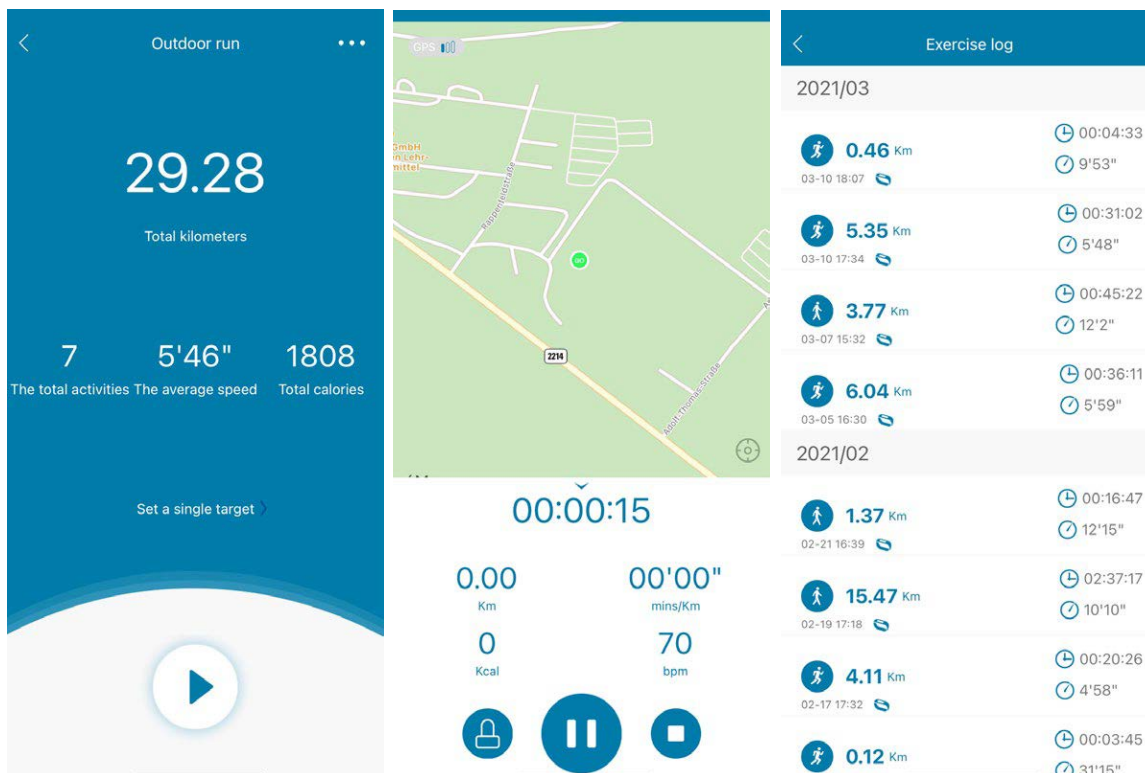 Outdoor run
29.28
Total kilometers
7
The total activities
5'46"
The average speed
1808
Total calories
Set a single target
GPS
GmbH
n Lehr-
mittel
Rappenfeldstraße
GO
2214
Adolf-Thomas-Straße
00:00:15
0.00
Km
00'00"
mins/Km
0
Kcal
70
bpm
Exercise log
2021/03
0.46 Km
00:04:33
03-10 18:07
9'53"
5.35 Km
00:31:02
03-10 17:34
5'48"
3.77 Km
00:45:22
03-07 15:32
12'2"
6.04 Km
00:36:11
03-05 16:30
5'59"
2021/02
1.37 Km
00:16:47
02-21 16:39
12'15"
15.47 Km
02:37:17
02-19 17:18
10'10"
4.11 Km
00:20:26
02-17 17:32
4'58"
0.12 Km
00:03:45
31'15"